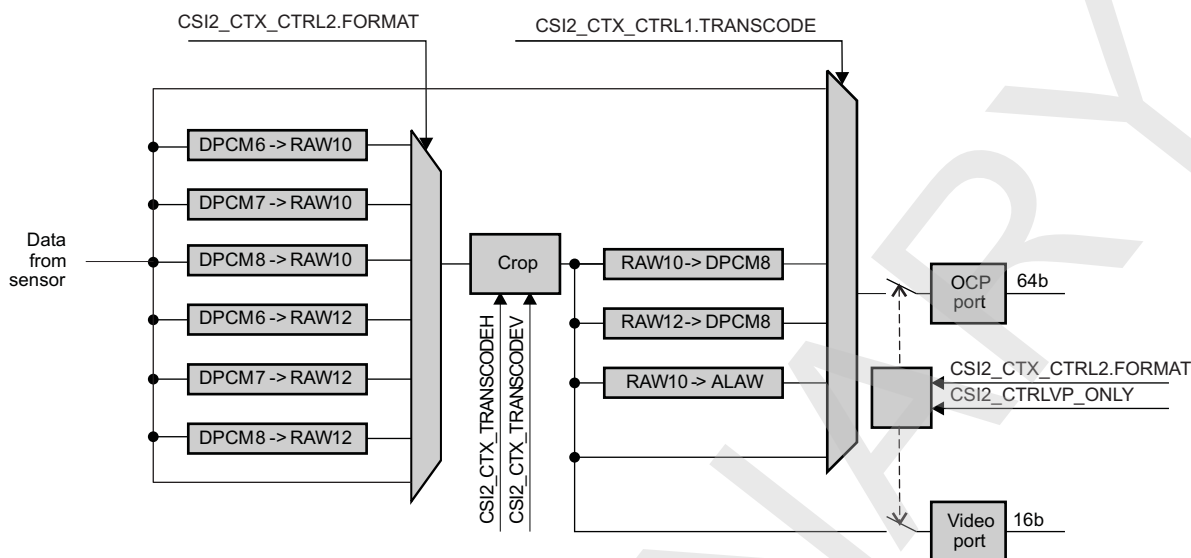 CSI2_CTX_CTRL2.FORMAT
CSI2_CTX_CTRL1.TRANSCODE
DPCM6 -> RAW10
DPCM7 -> RAW10
DPCM8 -> RAW10
DPCM6 -> RAW12
DPCM7 -> RAW12
DPCM8 -> RAW12
Data
from
sensor
Crop
CSI2_CTX_TRANSCODEH
CSI2_CTX_TRANSCODEV
RAW10-> DPCM8
RAW12-> DPCM8
RAW10 -> ALAW
OCP
port
64b
CSI2_CTX_CTRL2.FORMAT
CSI2_CTRLVP_ONLY
Video
port
16b
NARY